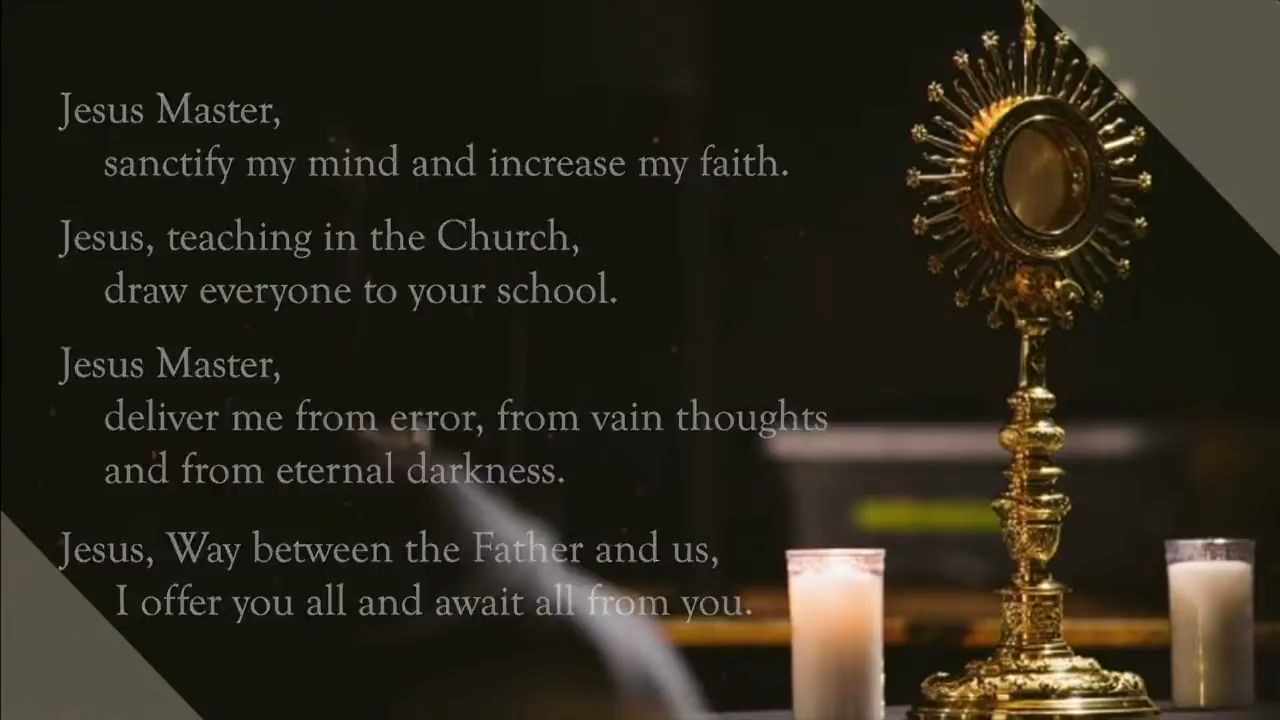 Jesus Master,
sanctify my mind and increase my faith.
Jesus, teaching in the Church,
draw everyone to your school.
Jesus Master,
deliver me from error, from vain thoughts
and from eternal darkness.
Jesus, Way between the Father and us,
I offer you all and await all from you.